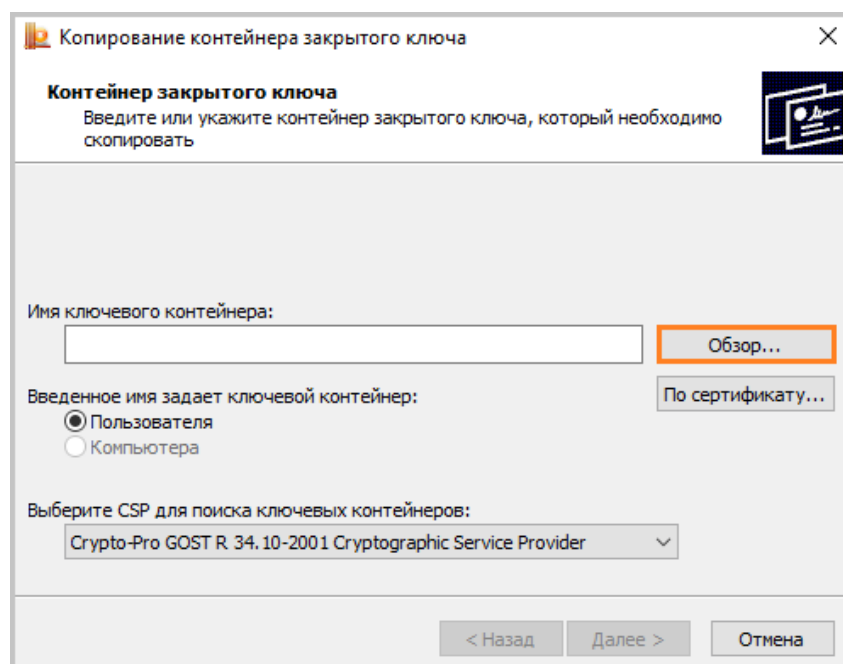 Копирование контейнера закрытого ключа
Контейнер закрытого ключа
Введите или укажите контейнер закрытого ключа, который необходимо
скопировать
Имя ключевого контейнера:
Обзор...
Введенное имя задает ключевой контейнер:
По сертификату...
Пользователя
Компьютера
Выберите CSP для поиска ключевых контейнеров:
Crypto-Pro GOST R 34.10-2001 Cryptographic Service Provider
< Назад
Далее >
Отмена